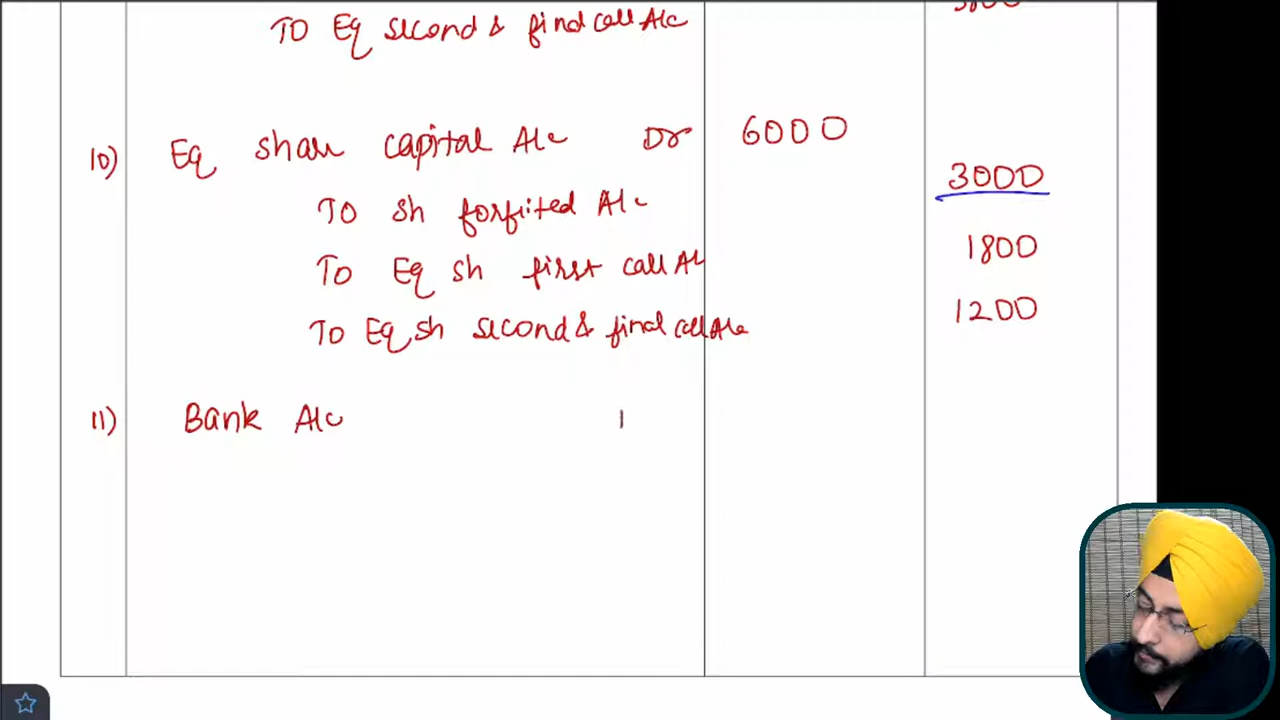 To Eq second & final call A/c
10) Eq share capital A/c Dr 6000
To sh forfited A/c 3000
To Eq sh first call A/c 1800
To Eq sh second & final call A/c 1200
11) Bank A/c